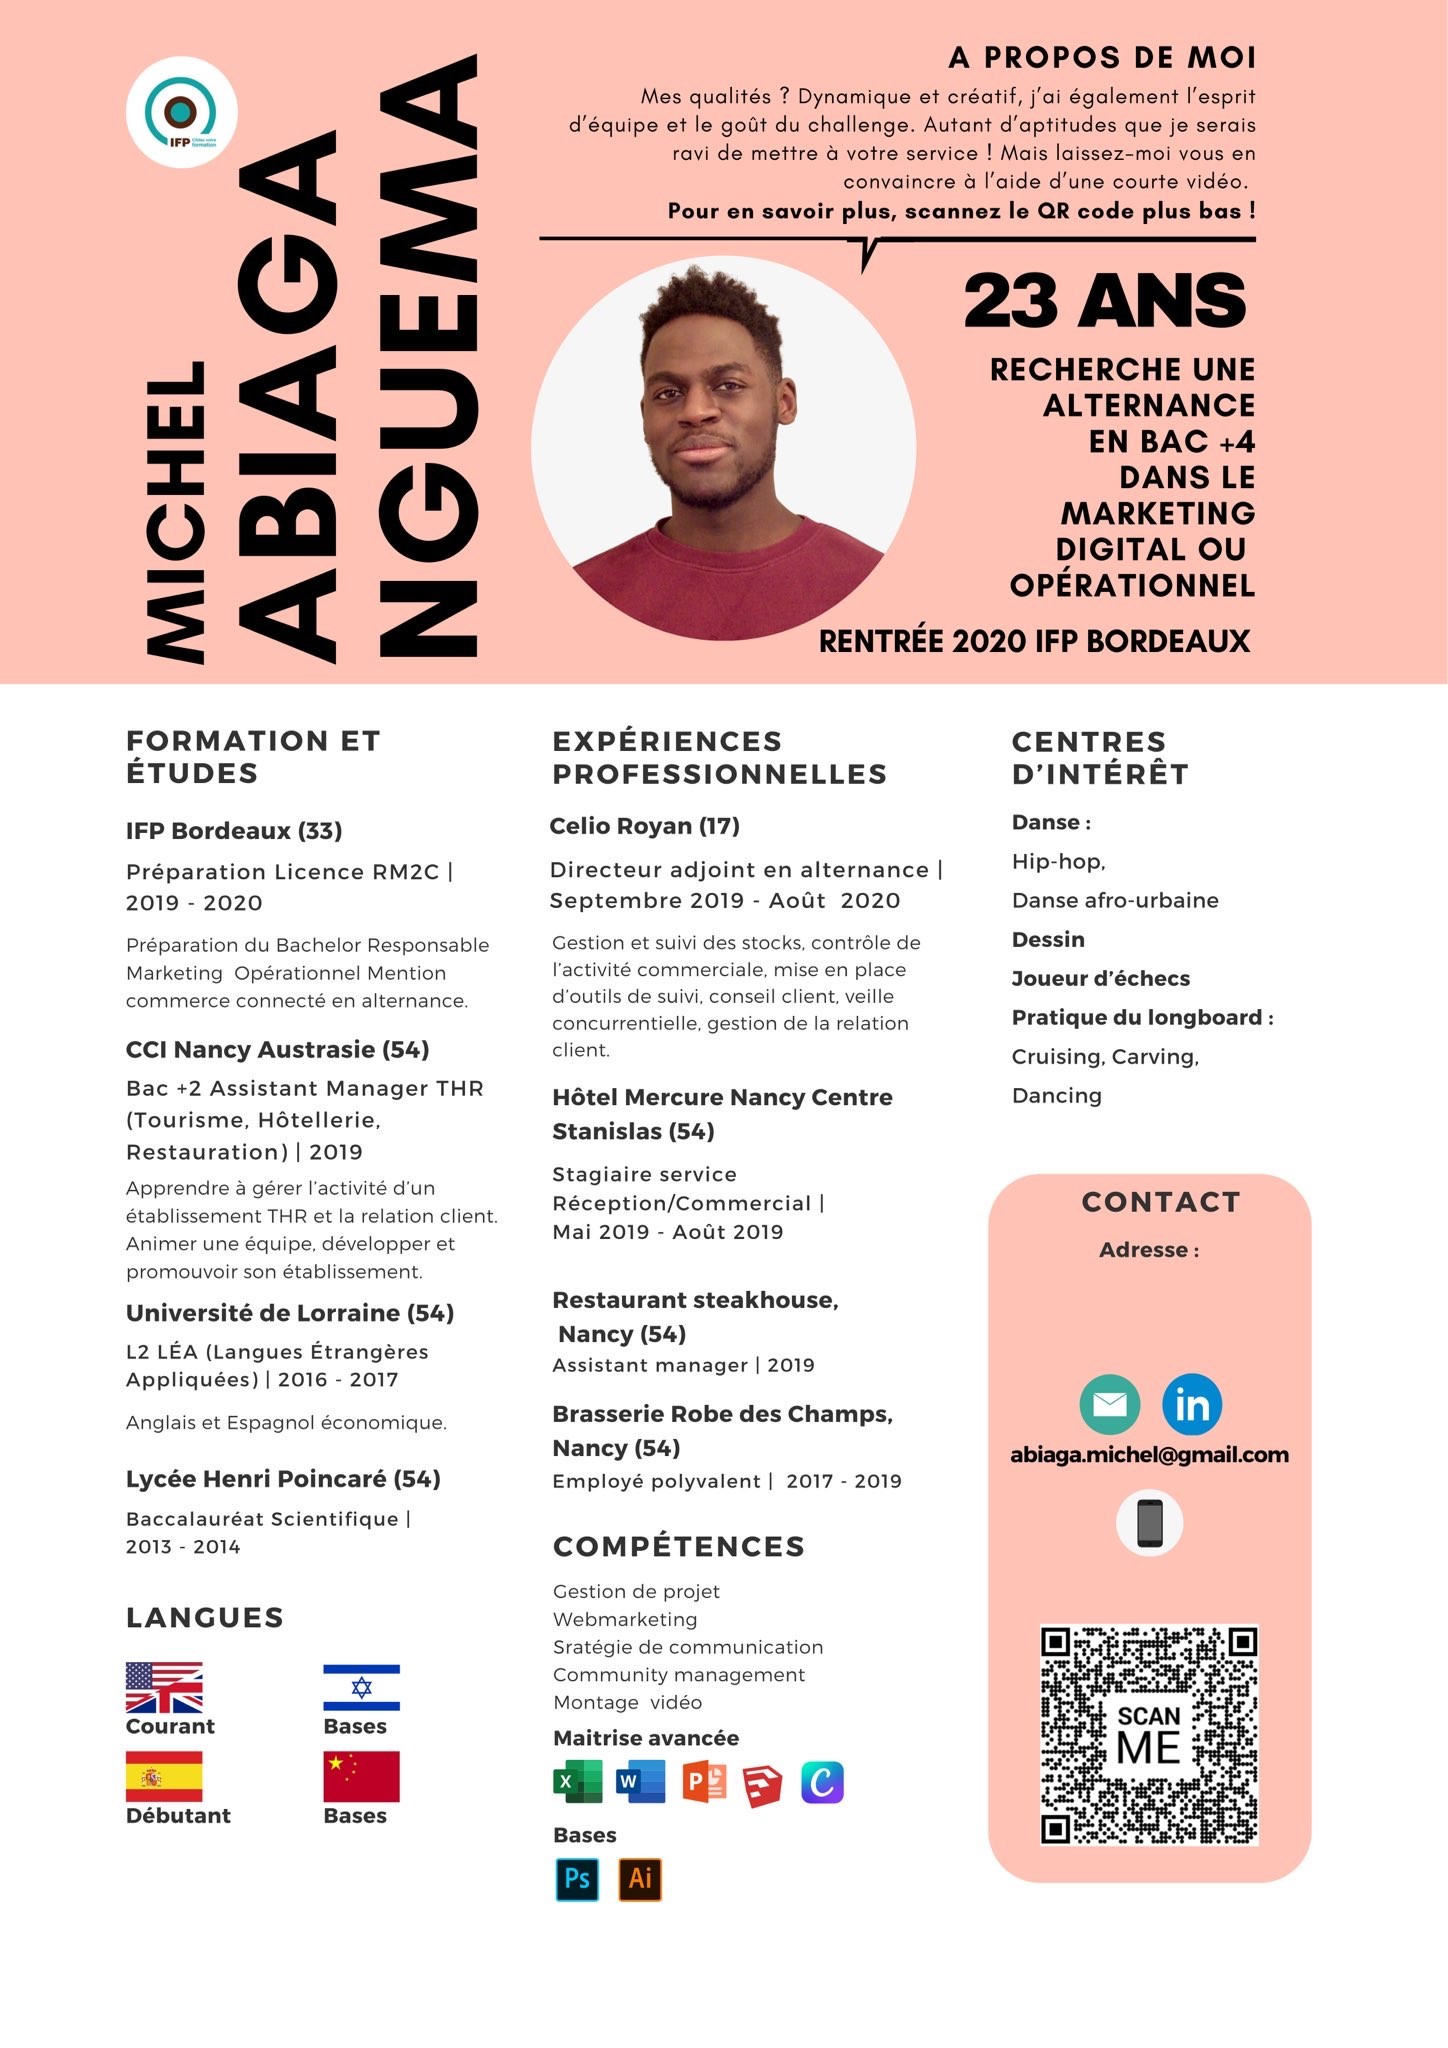 MICHEL
ABIAGA
NGUEMA
IFP
A PROPOS DE MOI
Mes qualités ? Dynamique et créatif, j’ai également l’esprit
d’équipe et le goût du challenge. Autant d’aptitudes que je serais
ravi de mettre à votre service ! Mais laissez-moi vous en
convaincre à l’aide d’une courte vidéo.
Pour en savoir plus, scannez le QR code plus bas !
23 ANS
RECHERCHE UNE
ALTERNANCE
EN BAC +4
DANS LE
MARKETING
DIGITAL OU
OPÉRATIONNEL
RENTRÉE 2020 IFP BORDEAUX
FORMATION ET
ÉTUDES
IFP Bordeaux (33)
Préparation Licence RM2C |
2019 - 2020
Préparation du Bachelor Responsable
Marketing Opérationnel Mention
commerce connecté en alternance.
CCI Nancy Austrasie (54)
Bac +2 Assistant Manager THR
(Tourisme, Hôtellerie,
Restauration) | 2019
Apprendre à gérer l’activité d’un
établissement THR et la relation client.
Animer une équipe, développer et
promouvoir son établissement.
Université de Lorraine (54)
L2 LÉA (Langues Étrangères
Appliquées) | 2016 - 2017
Anglais et Espagnol économique.
Lycée Henri Poincaré (54)
Baccalauréat Scientifique |
2013 - 2014
LANGUES
Courant
Bases
Débutant
Bases
EXPÉRIENCES
PROFESSIONNELLES
Celio Royan (17)
Directeur adjoint en alternance |
Septembre 2019 - Août 2020
Gestion et suivi des stocks, contrôle de
l’activité commerciale, mise en place
d’outils de suivi, conseil client, veille
concurrentielle, gestion de la relation
client.
Hôtel Mercure Nancy Centre
Stanislas (54)
Stagiaire service
Réception/Commercial |
Mai 2019 - Août 2019
Restaurant steakhouse,
Nancy (54)
Assistant manager | 2019
Brasserie Robe des Champs,
Nancy (54)
Employé polyvalent | 2017 - 2019
COMPÉTENCES
Gestion de projet
Webmarketing
Sratégie de communication
Community management
Montage vidéo
Maitrise avancée
X W P C
Bases
Ps Ai
CENTRES
D’INTÉRÊT
Danse :
Hip-hop,
Danse afro-urbaine
Dessin
Joueur d’échecs
Pratique du longboard :
Cruising, Carving,
Dancing
CONTACT
Adresse :
in
abiaga.michel@gmail.com
SCAN
ME